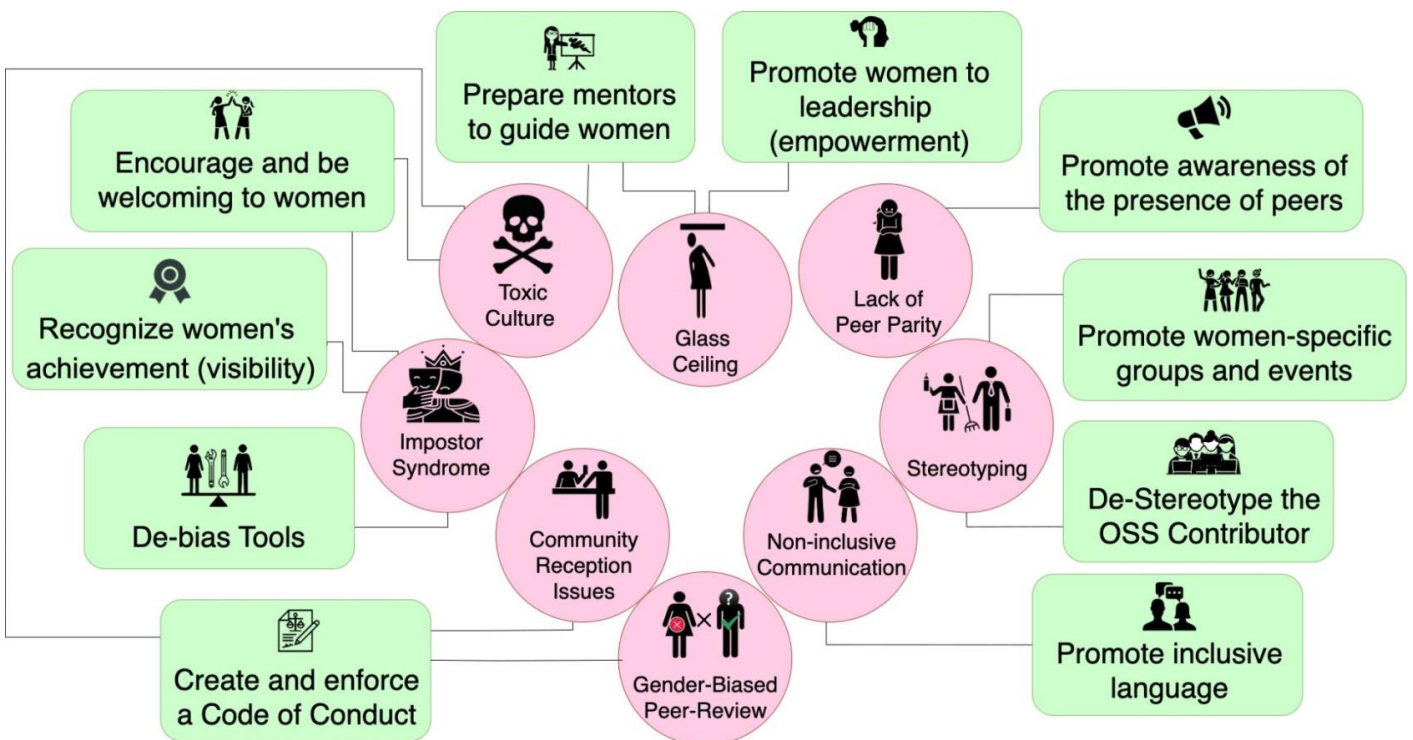 Prepare mentors
to guide women
Promote women to
leadership
(empowerment)
Encourage and be
welcoming to women
Promote awareness of
the presence of peers
Recognize women's
achievement (visibility)
Toxic
Culture
Glass
Ceiling
Lack of
Peer Parity
Promote women-specific
groups and events
Impostor
Syndrome
Stereotyping
De-bias Tools
Community
Reception
Issues
Non-inclusive
Communication
De-Stereotype the
OSS Contributor
?
Create and enforce
a Code of Conduct
Gender-Biased
Peer-Review
Promote inclusive
language